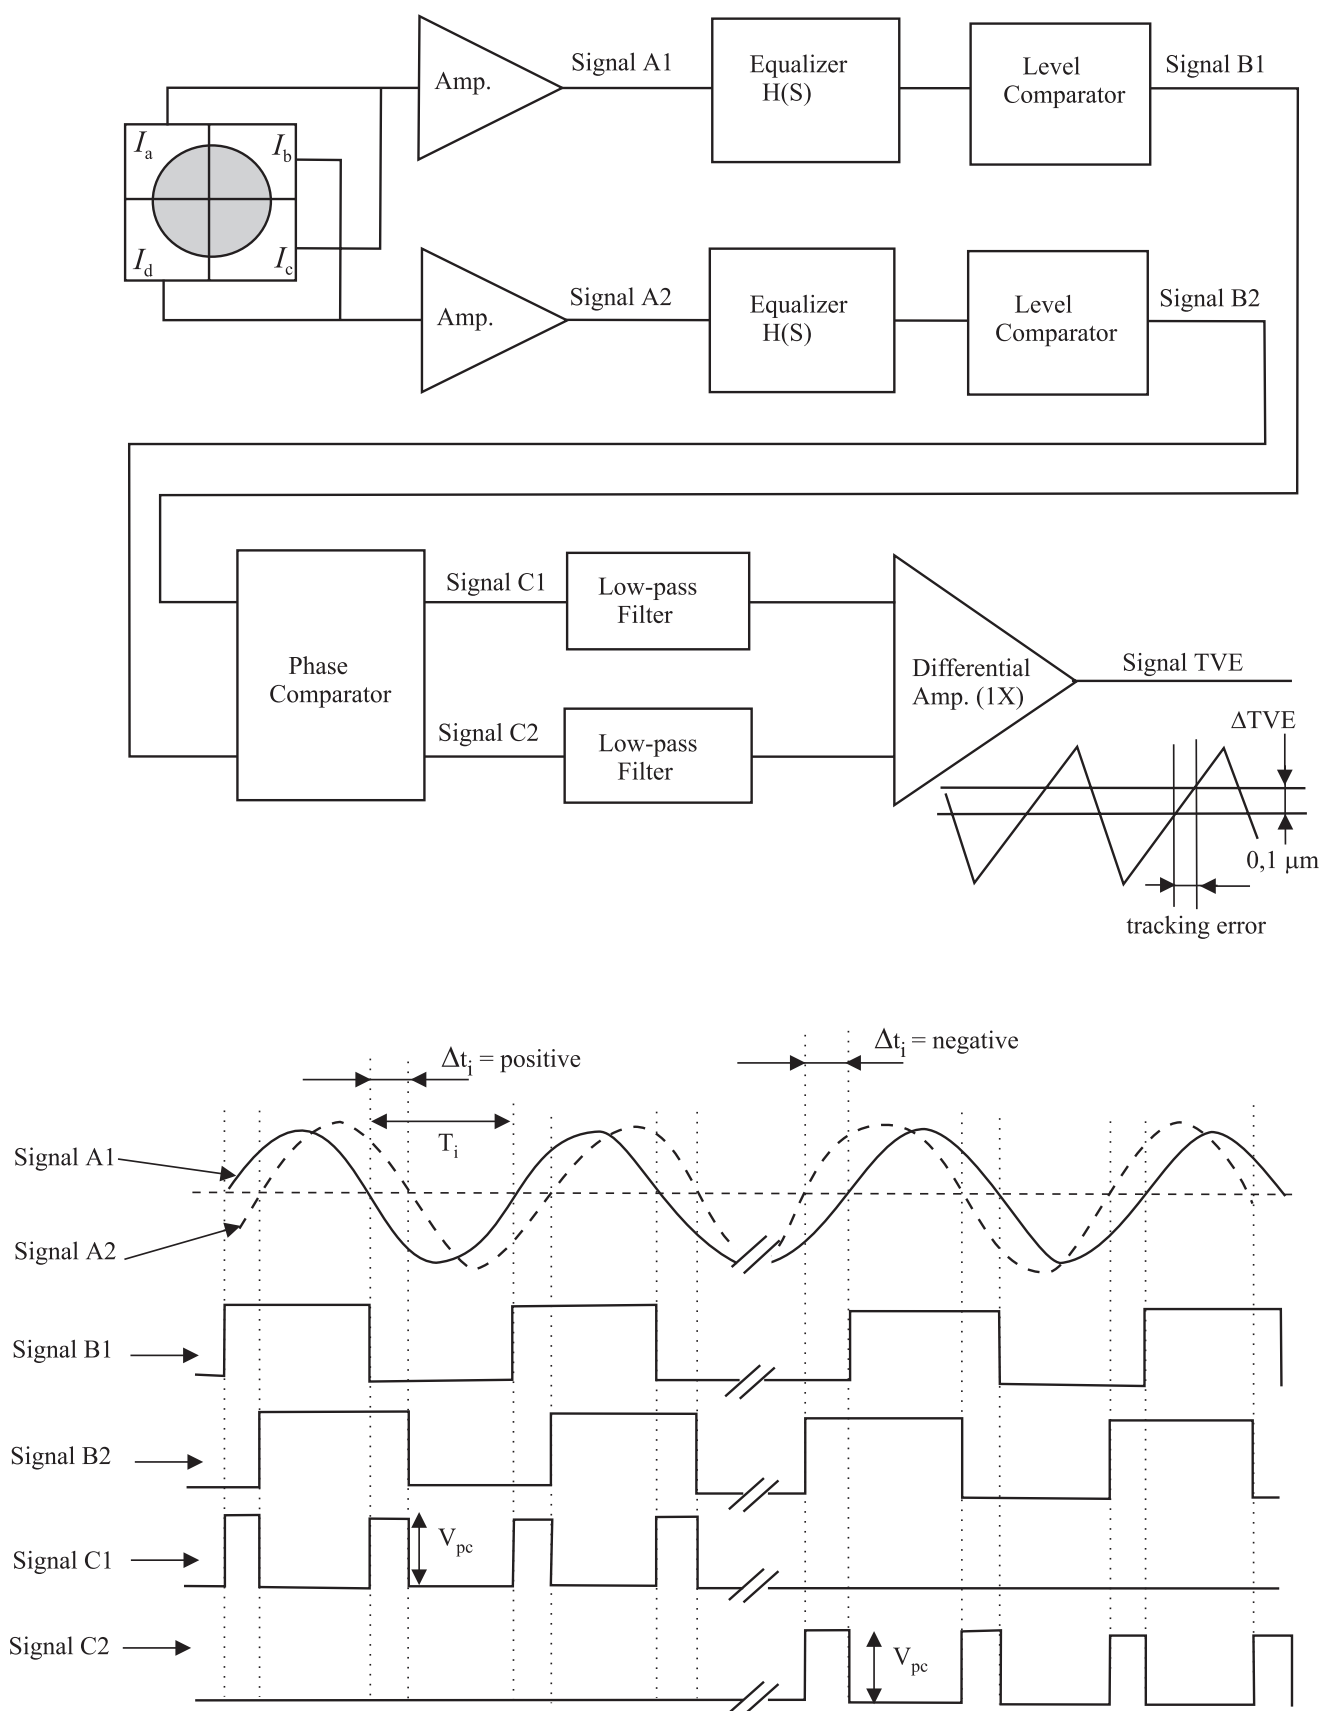 Signal A1
Equalizer
H(S)
Level
Comparator
Signal B1
Amp.
Ia
Ib
Id
Ic
Signal A2
Equalizer
H(S)
Level
Comparator
Signal B2
Amp.
Phase
Comparator
Signal C1
Low-pass
Filter
Signal C2
Low-pass
Filter
Differential
Amp. (1X)
Signal TVE
ΔTVE
0,1 μm
tracking error
Δti = positive
Δti = negative
Ti
Signal A1
Signal A2
Signal B1
Signal B2
Signal C1
Vpc
Signal C2
Vpc